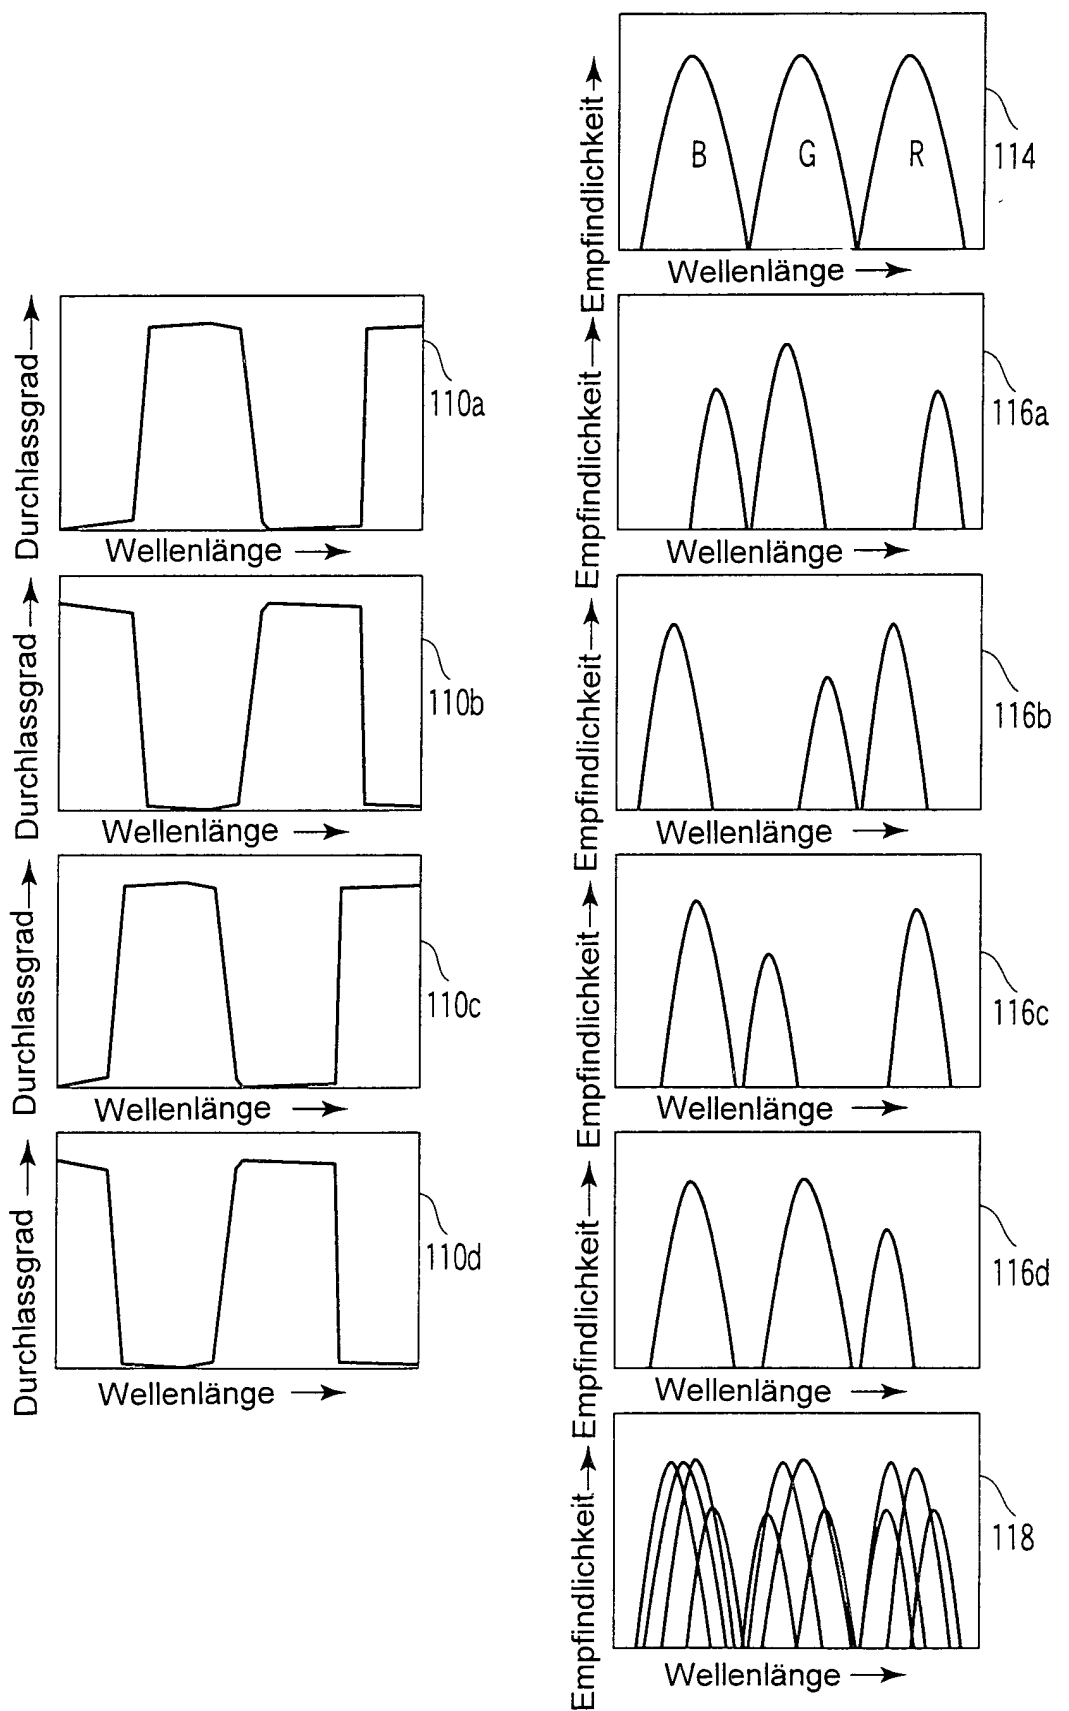 Empfindlichkeit
B G R
114
Wellenlänge
Durchlassgrad
110a
Wellenlänge
Empfindlichkeit
116a
Wellenlänge
Durchlassgrad
110b
Wellenlänge
Empfindlichkeit
116b
Wellenlänge
Durchlassgrad
110c
Wellenlänge
Empfindlichkeit
116c
Wellenlänge
Durchlassgrad
110d
Wellenlänge
Empfindlichkeit
116d
Wellenlänge
Empfindlichkeit
118
Wellenlänge